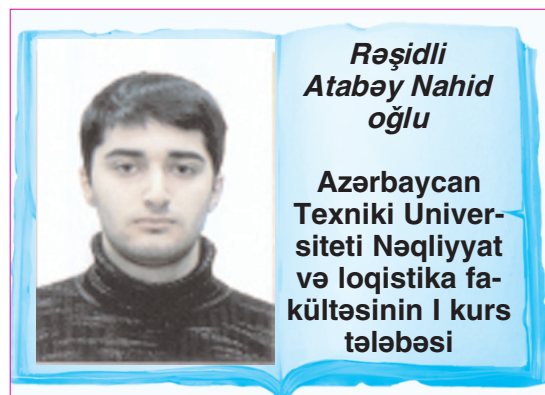 Rəşidli
Atabəy Nahid
oğlu
Azərbaycan
Texniki Univer-
siteti Nəqliyyat
və loqistika fa-
kültəsinin I kurs
tələbəsi